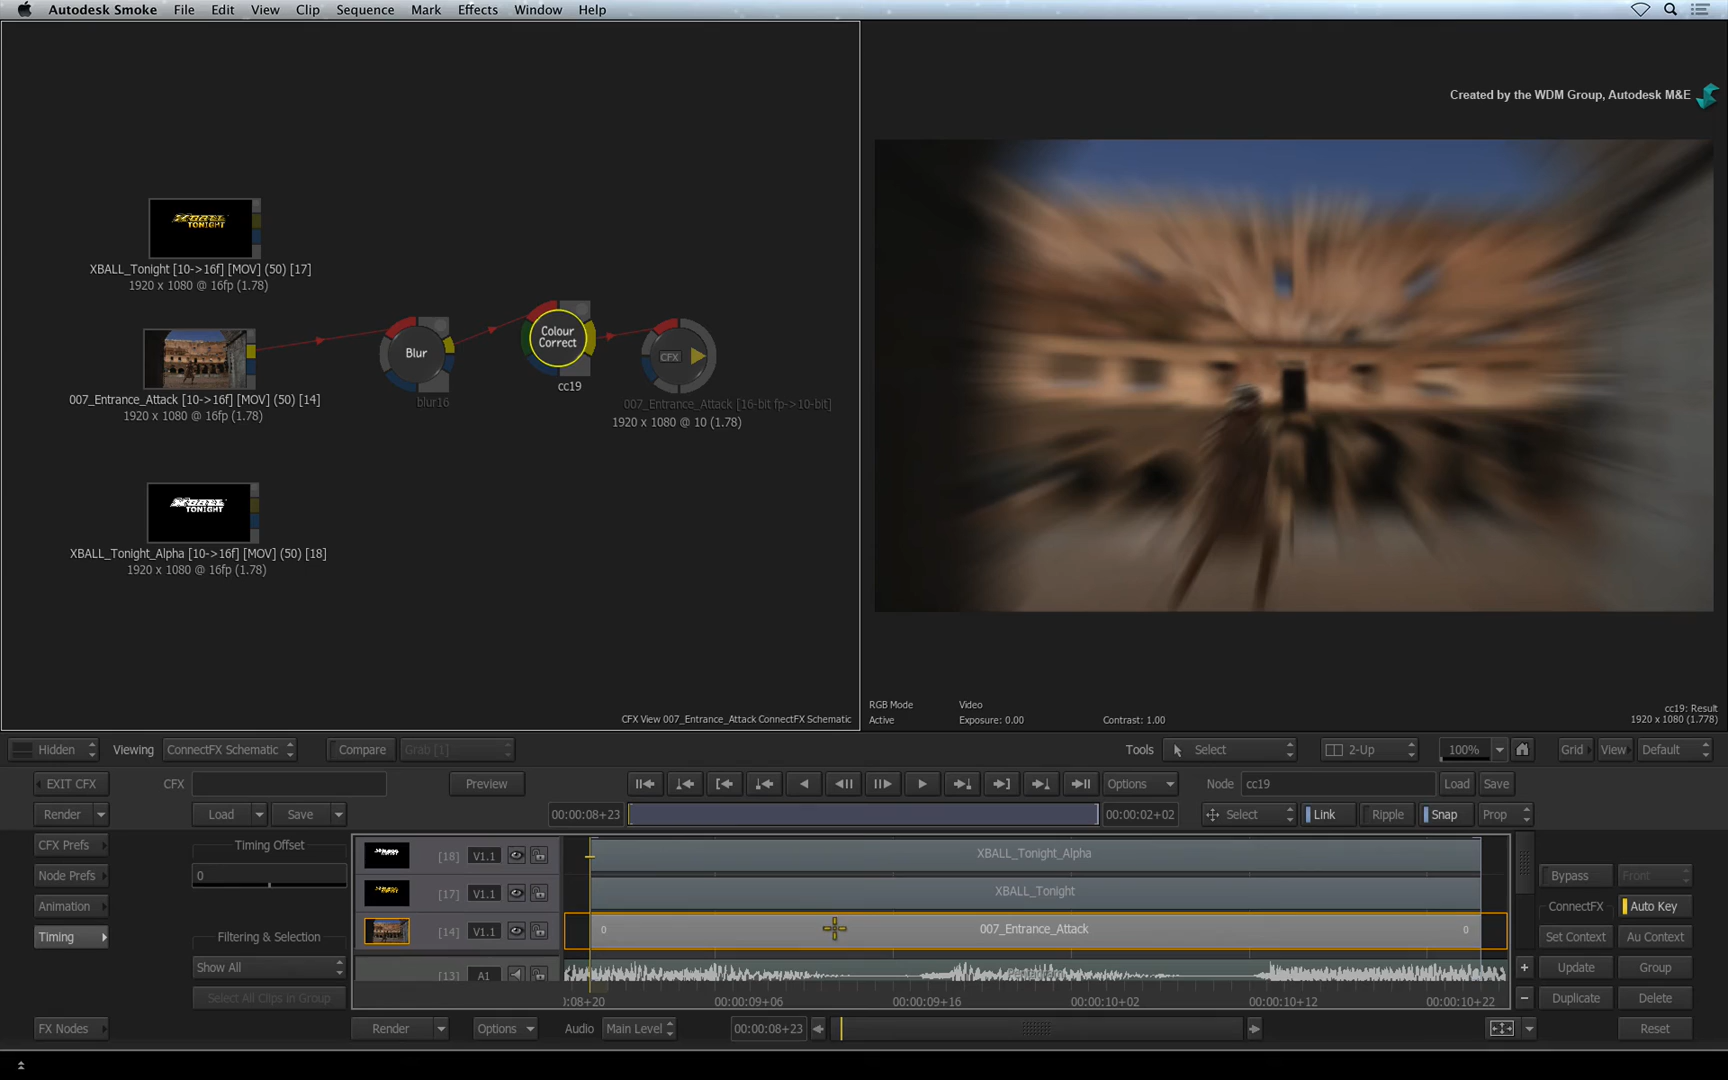 Autodesk Smoke File Edit View Clip Sequence Mark Effects Window Help
Created by the WDM Group, Autodesk M&E
XBALL TONIGHT
XBALL_Tonight [10->16f] [MOV] (50) [17]
1920 x 1080 @ 16fp (1.78)
Blur
blur16
Colour
Correct
cc19
CFX
007_Entrance_Attack [10->16f] [MOV] (50) [14]
1920 x 1080 @ 16fp (1.78)
007_Entrance_Attack [16-bit fp->10-bit]
1920 x 1080 @ 10 (1.78)
XBALL TONIGHT
XBALL_Tonight_Alpha [10->16f] [MOV] (50) [18]
1920 x 1080 @ 16fp (1.78)
CFX View 007_Entrance_Attack ConnectFX Schematic
RGB Mode Video
Active Exposure: 0.00 Contrast: 1.00
cc19: Result
1920 x 1080 (1.778)
Hidden Viewing ConnectFX Schematic Compare Grab [1] Tools Select 2-Up 100% Grid View Default
EXIT CFX CFX Preview Options Node cc19 Load Save
Render Load Save 00:00:08+23 00:00:02+02 Select Link Ripple Snap Prop
CFX Prefs Timing Offset [18] V1.1 XBALL_Tonight_Alpha
Node Prefs 0 [17] V1.1 XBALL_Tonight Bypass Front
Animation ConnectFX Auto Key
Timing Filtering & Selection [14] V1.1 0 007_Entrance_Attack 0 Set Context Au Context
Show All [13] A1 Update Group
Select All Clips in Group :08+20 00:00:09+06 00:00:09+16 00:00:10+02 00:00:10+12 00:00:10+22 Duplicate Delete
FX Nodes Render Options Audio Main Level 00:00:08+23 Reset